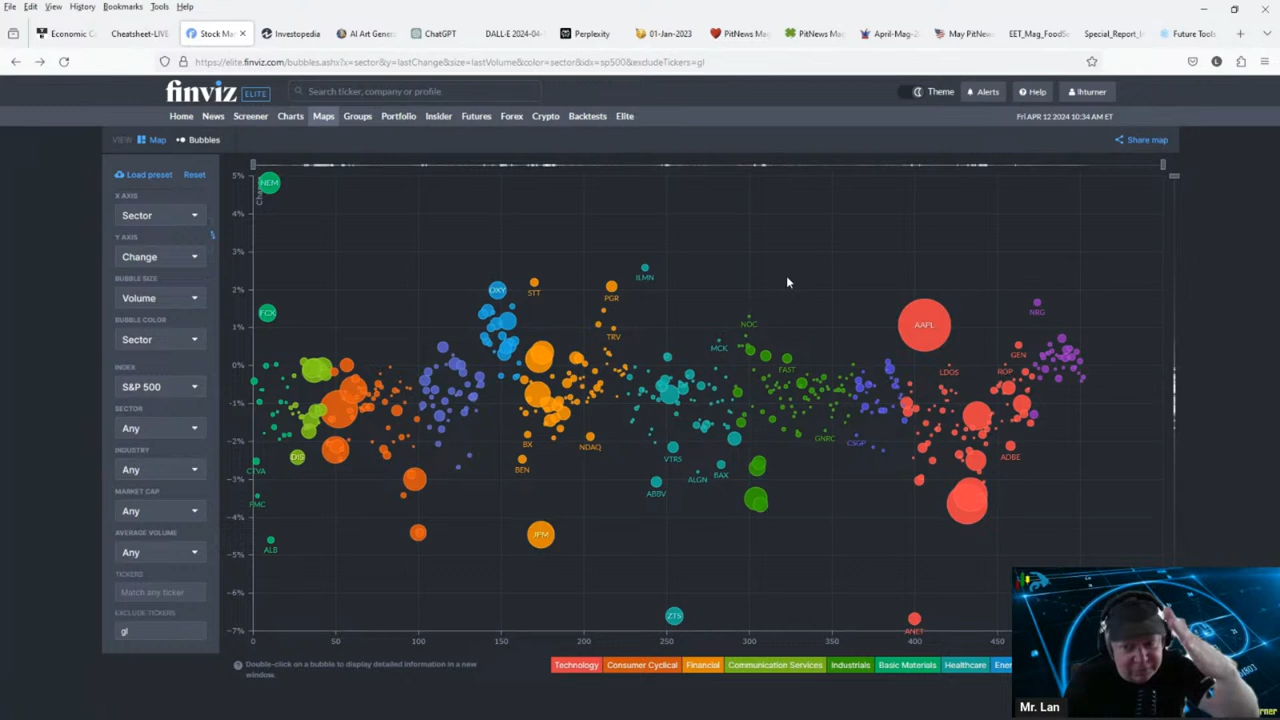 File Edit View History Bookmarks Tools Help
Economic C
Cheatsheet-LIVE
Stock Ma
Investopedia
AI Art Gener
ChatGPT
DALL-E 2024-04-
Perplexity
01-Jan-2023
PitNews Mag
PitNews Mag
April-Mag-2
May PitNew
EET_Mag_FoodS
Special_Report_I
Future Tools
https://elite.finviz.com/bubbles.ashx?x=sector&y=lastChange&size=lastVolume&color=sector&idx=sp500&excludeTickers=gl
finviz ELITE
Search ticker, company or profile
Theme Alerts Help lhturner
Home News Screener Charts Maps Groups Portfolio Insider Futures Forex Crypto Backtests Elite
Fri APR 12 2024 10:34 AM ET
VIEW Map Bubbles
Share map
Load preset Reset
X AXIS
Sector
Y AXIS
Change
BUBBLE SIZE
Volume
BUBBLE COLOR
Sector
INDEX
S&P 500
SECTOR
Any
INDUSTRY
Any
MARKET CAP
Any
AVERAGE VOLUME
Any
TICKERS
Match any ticker
EXCLUDE TICKERS
gl
Change
5%
4%
3%
2%
1%
0%
-1%
-2%
-3%
-4%
-5%
-6%
-7%
0 50 100 150 200 250 300 350 400 450
NEM
ILMN
OXY
STT
PGR
NRG
FCX
NOC
AAPL
TRV
MCK
GEN
FAST
LDOS
ROP
BX
NDAQ
GNRC
CSGP
DIS
VTRS
ADBE
CTVA
BEN
BAX
ALGN
ABBV
FMC
JPM
ALB
ZTS
ANET
Double-click on a bubble to display detailed information in a new
window.
Technology Consumer Cyclical Financial Communication Services Industrials Basic Materials Healthcare Ener
Mr. Lan